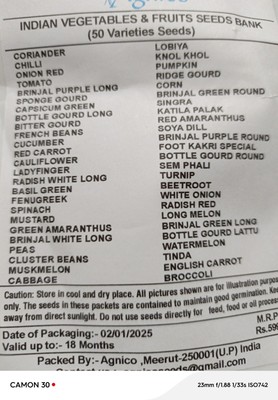 Agnico
INDIAN VEGETABLES & FRUITS SEEDS BANK
(50 Varieties Seeds)
CORIANDER
CHILLI
ONION RED
TOMATO
BRINJAL PURPLE LONG
SPONGE GOURD
CAPSICUM GREEN
BOTTLE GOURD LONG
BITTER GOURD
FRENCH BEANS
CUCUMBER
RED CARROT
CAULIFLOWER
LADYFINGER
RADISH WHITE LONG
BASIL GREEN
FENUGREEK
SPINACH
MUSTARD
GREEN AMARANTHUS
BRINJAL WHITE LONG
PEAS
CLUSTER BEANS
MUSKMELON
CABBAGE
LOBIYA
KNOL KHOL
PUMPKIN
RIDGE GOURD
CORN
BRINJAL GREEN ROUND
SINGRA
KATILA PALAK
RED AMARANTHUS
SOYA DILL
BRINJAL PURPLE ROUND
FOOT KAKRI SPECIAL
BOTTLE GOURD ROUND
SEM PHALI
TURNIP
BEETROOT
WHITE ONION
RADISH RED
LONG MELON
BRINJAL GREEN LONG
BOTTLE GOURD LATTU
WATERMELON
TINDA
ENGLISH CARROT
BROCCOLI
Caution: Store in cool and dry place. All pictures shown are for illustration purpos
only. The seeds in these packets are contained to maintain good germination. Kee
away from direct sunlight. Do not use seeds directly for feed, food or oil proces
M.R.P
Date of Packaging:- 02/01/2025
Rs.599
Valid up to:- 18 Months
Packed By:- Agnico ,Meerut-250001(U.P) India
seeds@gmail.com
CAMON 30
23mm f/1.88 1/33s ISO742